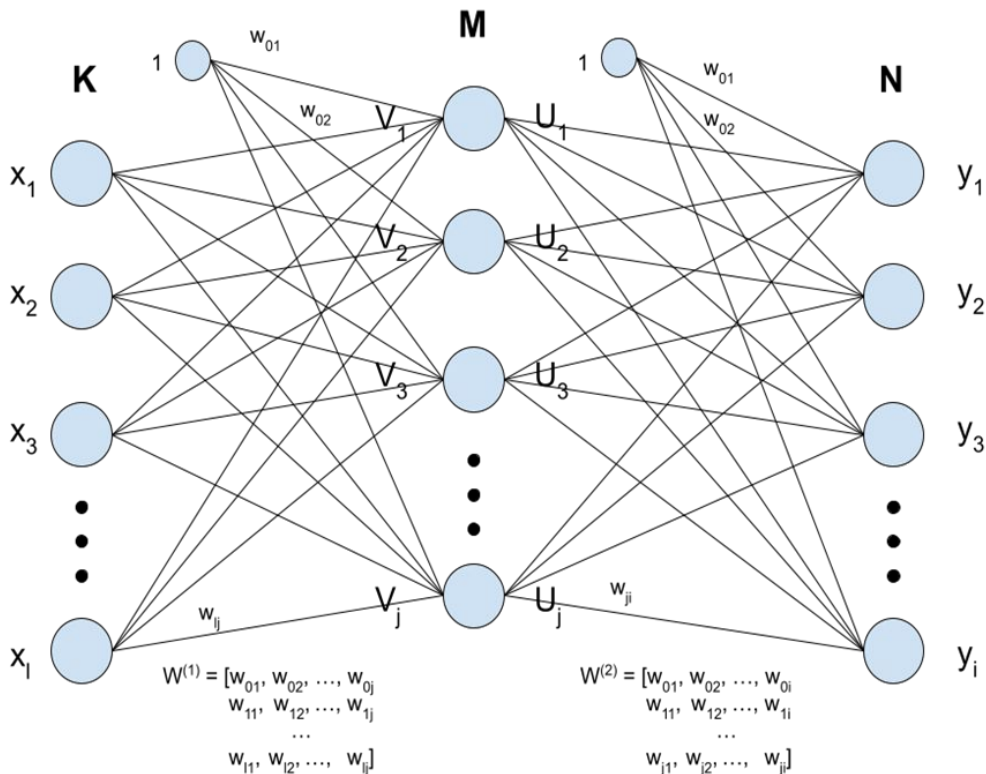 M
w₀₁
1
1
w₀₁
K
N
w₀₂
w₀₂
V₁
U₁
x₁
y₁
V₂
U₂
x₂
y₂
V₃
U₃
x₃
y₃
Vⱼ
Uⱼ
wⱼᵢ
wₗⱼ
xₗ
yᵢ
W⁽¹⁾ = [w₀₁, w₀₂, ..., w₀ⱼ
w₁₁, w₁₂, ..., w₁ⱼ
...
wₗ₁, wₗ₂, ..., wₗⱼ]
W⁽²⁾ = [w₀₁, w₀₂, ..., w₀ᵢ
w₁₁, w₁₂, ..., w₁ᵢ
...
wⱼ₁, wⱼ₂, ..., wⱼᵢ]